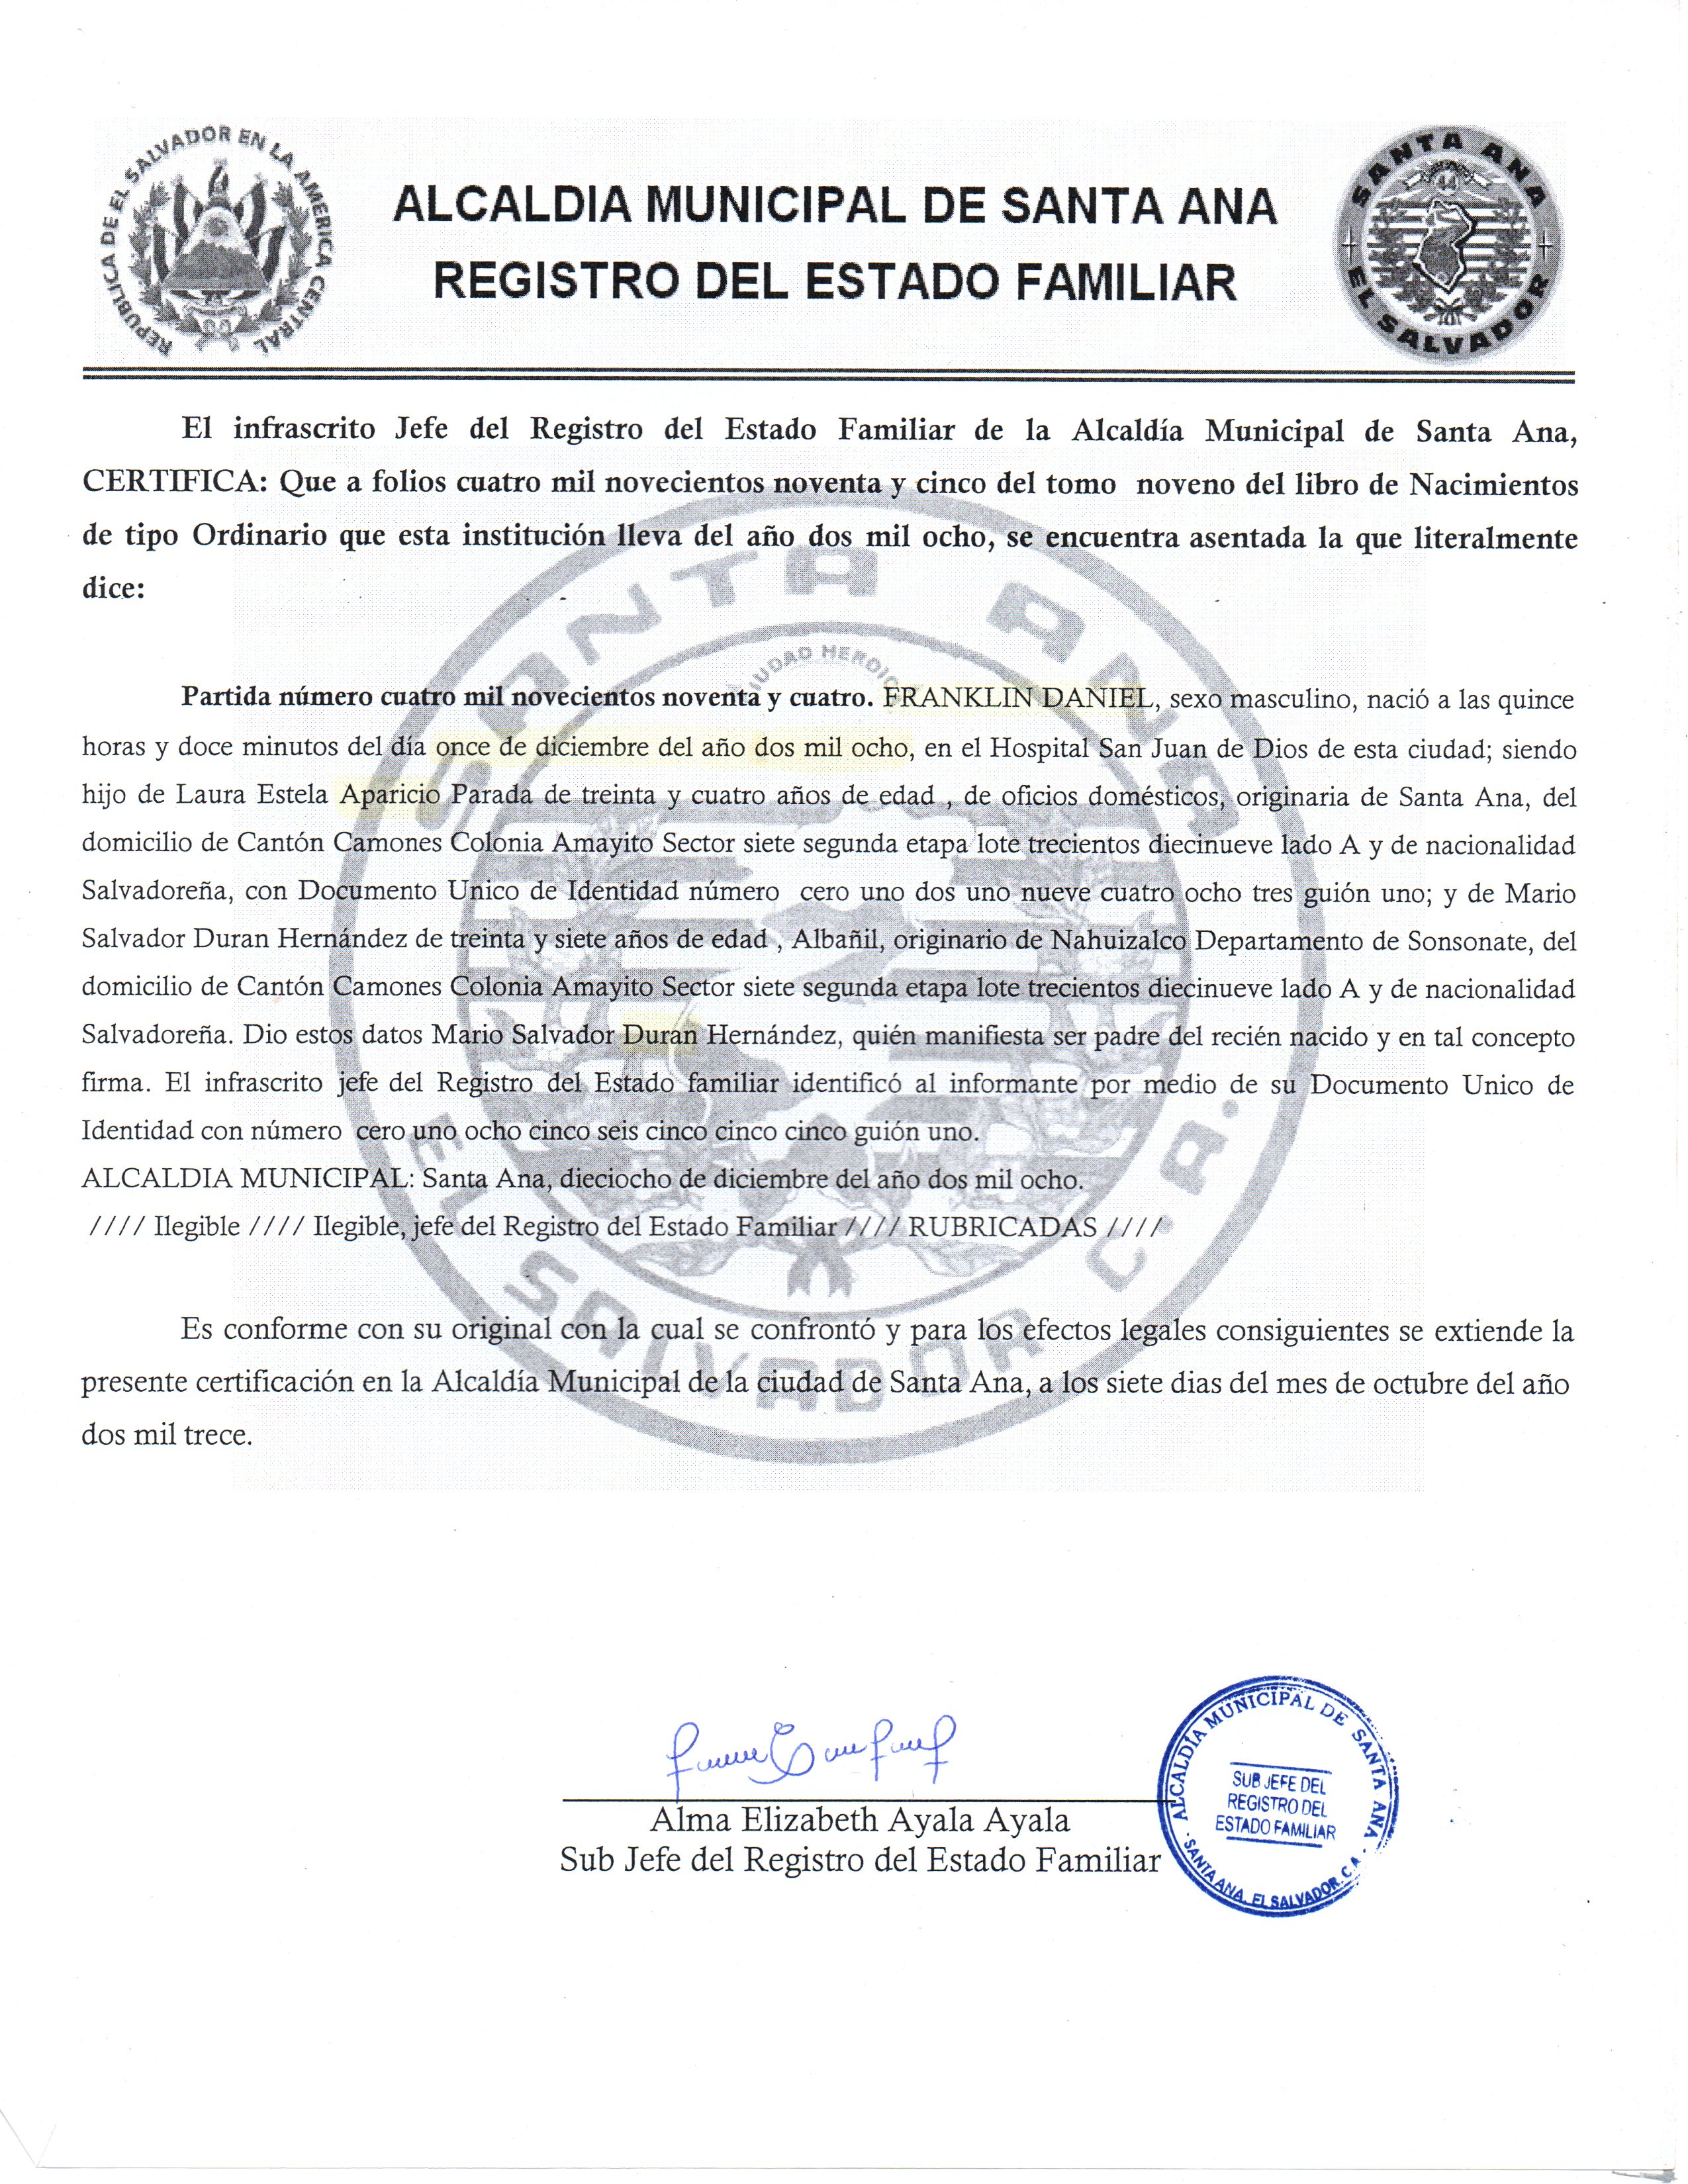 REPUBLICA DE EL SALVADOR EN LA AMERICA CENTRAL
ALCALDIA MUNICIPAL DE SANTA ANA
REGISTRO DEL ESTADO FAMILIAR
SANTA ANA
44
EL SALVADOR
El infrascrito Jefe del Registro del Estado Familiar de la Alcaldía Municipal de Santa Ana,
CERTIFICA: Que a folios cuatro mil novecientos noventa y cinco del tomo noveno del libro de Nacimientos
de tipo Ordinario que esta institución lleva del año dos mil ocho, se encuentra asentada la que literalmente
dice:
SANTA ANA
CIUDAD HEROICA
EL SALVADOR C.A.
Partida número cuatro mil novecientos noventa y cuatro. FRANKLIN DANIEL, sexo masculino, nació a las quince
horas y doce minutos del día once de diciembre del año dos mil ocho, en el Hospital San Juan de Dios de esta ciudad; siendo
hijo de Laura Estela Aparicio Parada de treinta y cuatro años de edad , de oficios domésticos, originaria de Santa Ana, del
domicilio de Cantón Camones Colonia Amayito Sector siete segunda etapa lote trecientos diecinueve lado A y de nacionalidad
Salvadoreña, con Documento Unico de Identidad número cero uno dos uno nueve cuatro ocho tres guión uno; y de Mario
Salvador Duran Hernández de treinta y siete años de edad , Albañil, originario de Nahuizalco Departamento de Sonsonate, del
domicilio de Cantón Camones Colonia Amayito Sector siete segunda etapa lote trecientos diecinueve lado A y de nacionalidad
Salvadoreña. Dio estos datos Mario Salvador Duran Hernández, quién manifiesta ser padre del recién nacido y en tal concepto
firma. El infrascrito jefe del Registro del Estado familiar identificó al informante por medio de su Documento Unico de
Identidad con número cero uno ocho cinco seis cinco cinco cinco guión uno.
ALCALDIA MUNICIPAL: Santa Ana, dieciocho de diciembre del año dos mil ocho.
//// Ilegible //// Ilegible, jefe del Registro del Estado Familiar //// RUBRICADAS ////
Es conforme con su original con la cual se confrontó y para los efectos legales consiguientes se extiende la
presente certificación en la Alcaldía Municipal de la ciudad de Santa Ana, a los siete dias del mes de octubre del año
dos mil trece.
Alma Elizabeth Ayala Ayala
Sub Jefe del Registro del Estado Familiar
ALCALDÍA MUNICIPAL DE SANTA ANA
SUB JEFE DEL
REGISTRO DEL
ESTADO FAMILIAR
SANTA ANA, EL SALVADOR, C.A.